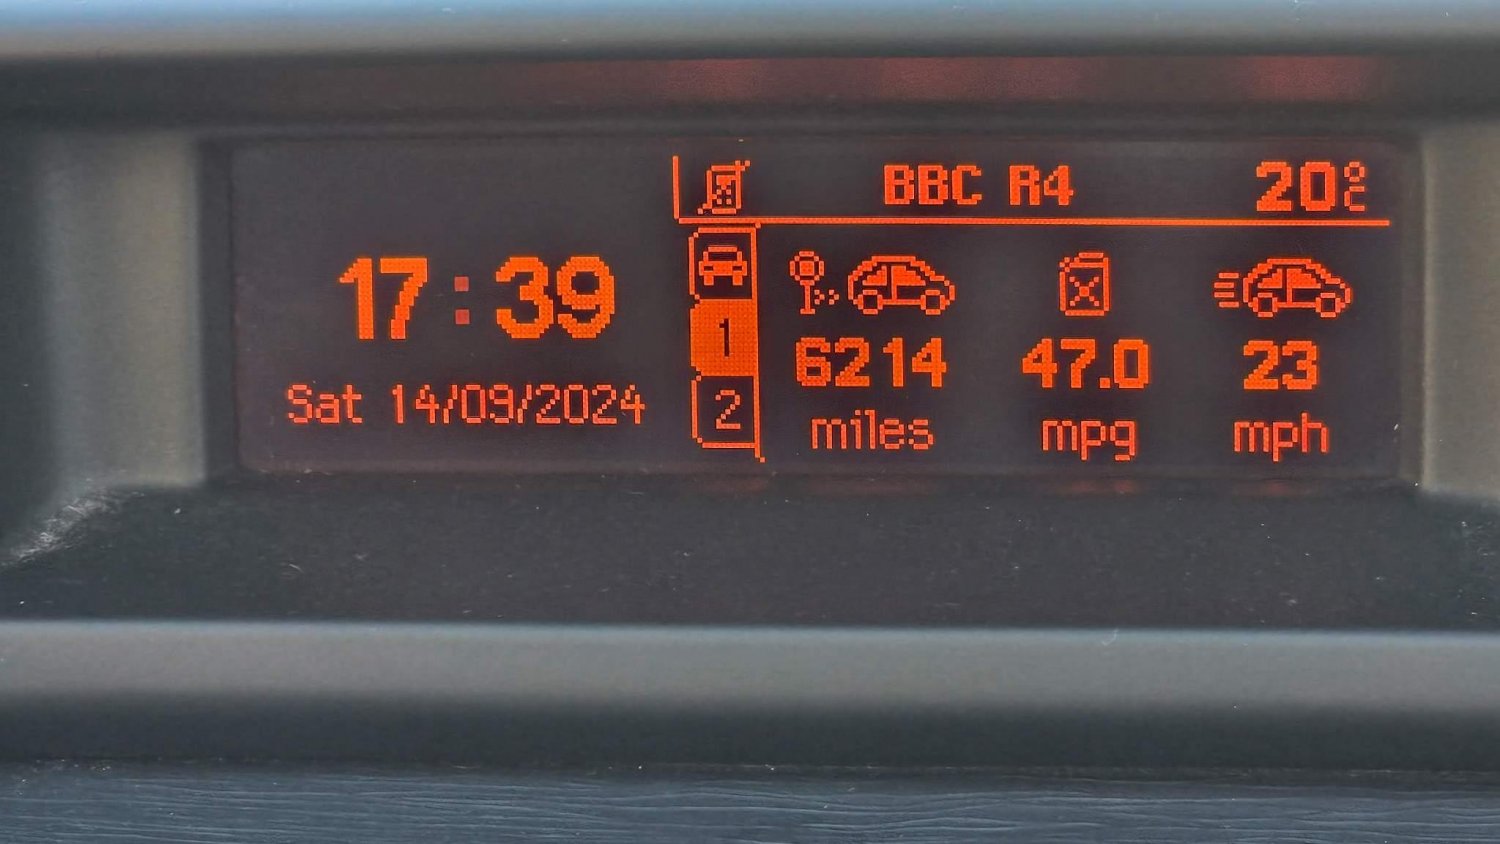 BBC R4 20°C
17:39
Sat 14/09/2024
1
2
6214 47.0 23
miles mpg mph